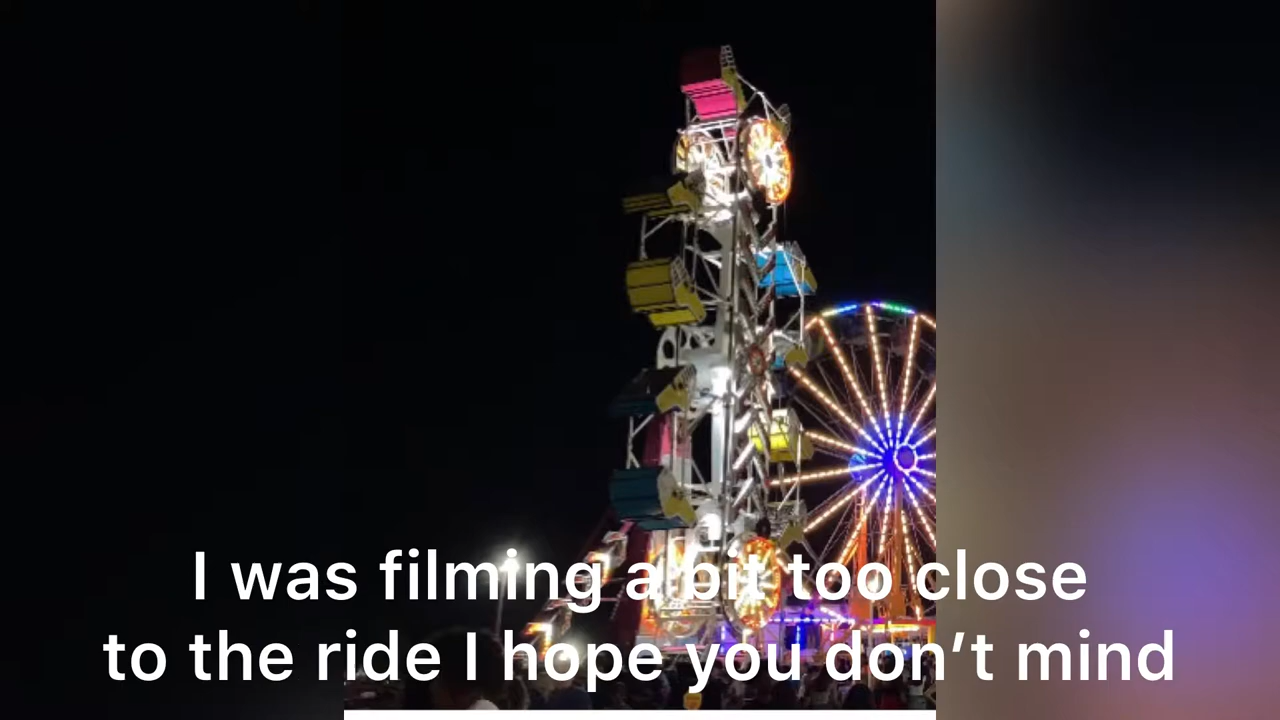 I was filming a bit too close
to the ride I hope you don’t mind